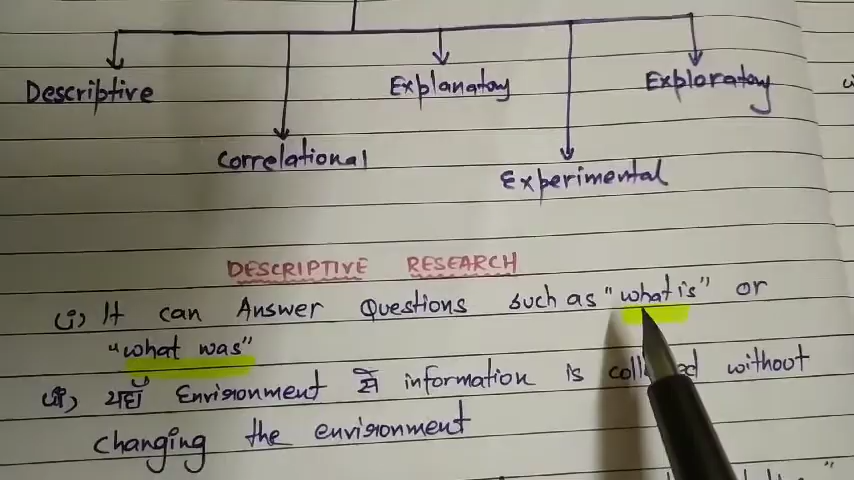 Descriptive
Explanatory
Exploratory
Correlational
Experimental
DESCRIPTIVE RESEARCH
(i) It can Answer Questions such as "what is" or
"what was"
(ii) यहाँ Environment से information is collected without
changing the environment